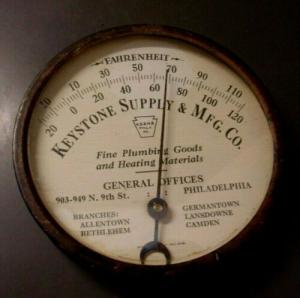 FAHRENHEIT
10 30 50 70 90 110
20 0 20 40 60 80 100 120
KEYSTONE SUPPLY & MFG. CO.
Fine Plumbing Goods
and Heating Materials
GENERAL OFFICES
903-949 N. 9th St. : : PHILADELPHIA
BRANCHES: GERMANTOWN
ALLENTOWN LANSDOWNE
BETHLEHEM CAMDEN